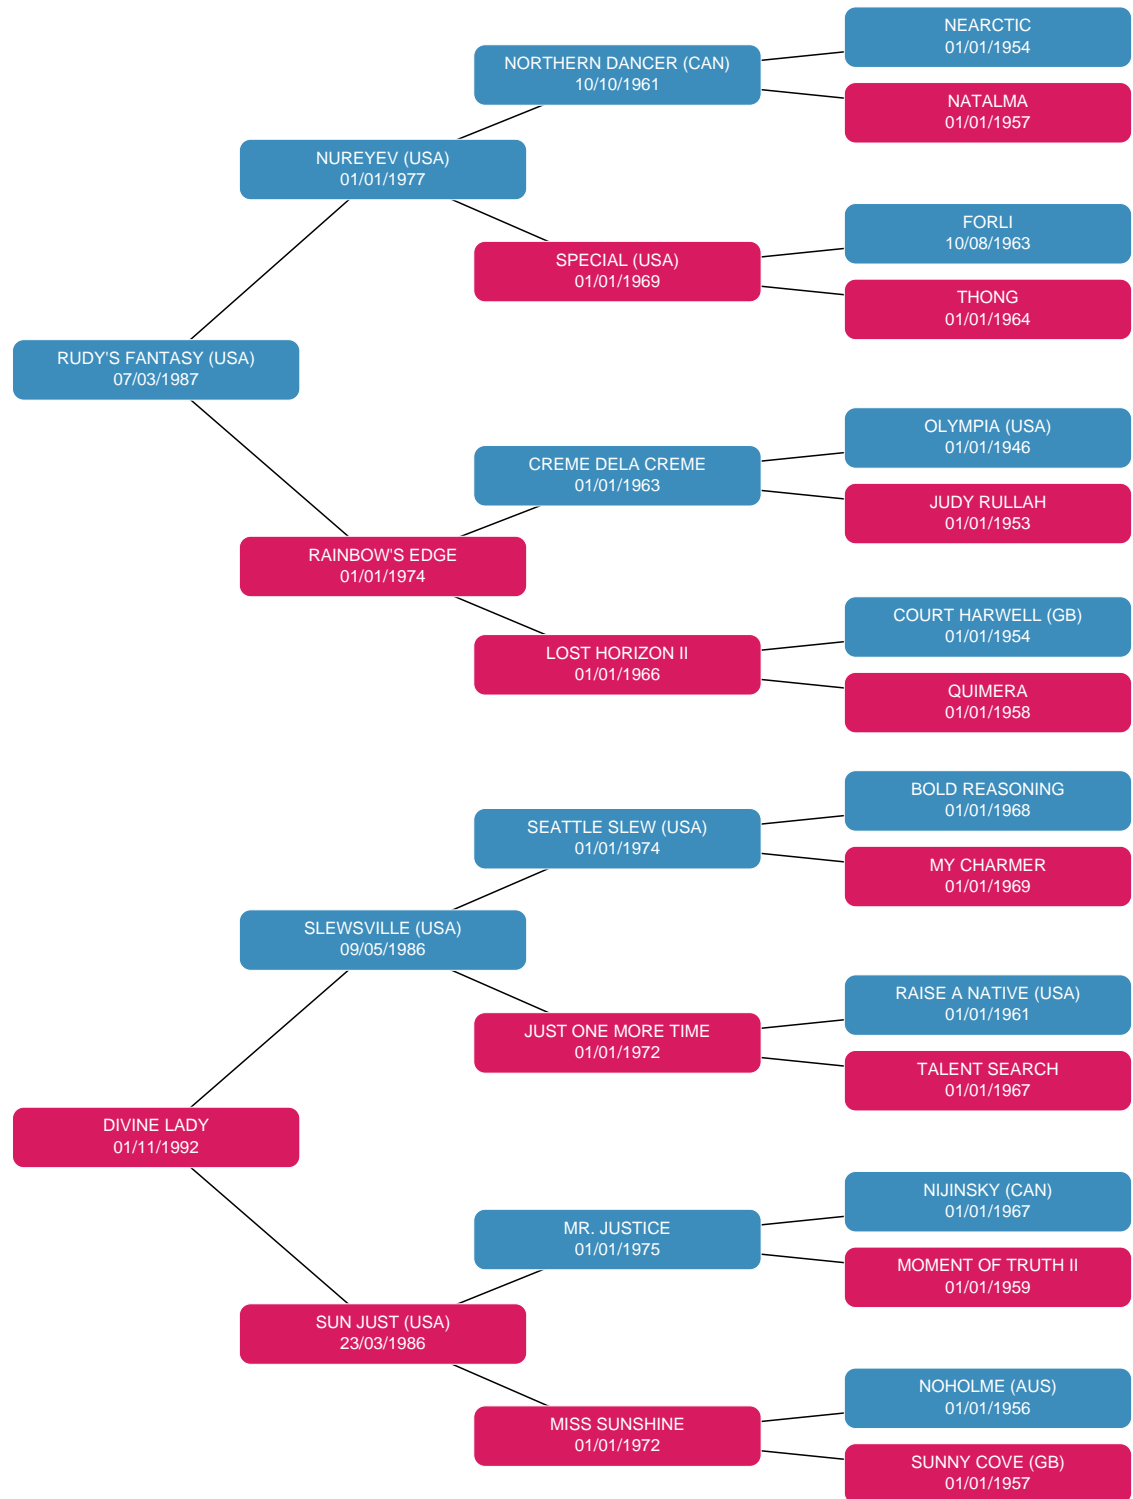 NEARCTIC
01/01/1954
NORTHERN DANCER (CAN)
10/10/1961
NATALMA
01/01/1957
NUREYEV (USA)
01/01/1977
FORLI
10/08/1963
SPECIAL (USA)
01/01/1969
THONG
01/01/1964
RUDY'S FANTASY (USA)
07/03/1987
OLYMPIA (USA)
01/01/1946
CREME DELA CREME
01/01/1963
JUDY RULLAH
01/01/1953
RAINBOW'S EDGE
01/01/1974
COURT HARWELL (GB)
01/01/1954
LOST HORIZON II
01/01/1966
QUIMERA
01/01/1958
BOLD REASONING
01/01/1968
SEATTLE SLEW (USA)
01/01/1974
MY CHARMER
01/01/1969
SLEWSVILLE (USA)
09/05/1986
RAISE A NATIVE (USA)
01/01/1961
JUST ONE MORE TIME
01/01/1972
TALENT SEARCH
01/01/1967
DIVINE LADY
01/11/1992
NIJINSKY (CAN)
01/01/1967
MR. JUSTICE
01/01/1975
MOMENT OF TRUTH II
01/01/1959
SUN JUST (USA)
23/03/1986
NOHOLME (AUS)
01/01/1956
MISS SUNSHINE
01/01/1972
SUNNY COVE (GB)
01/01/1957